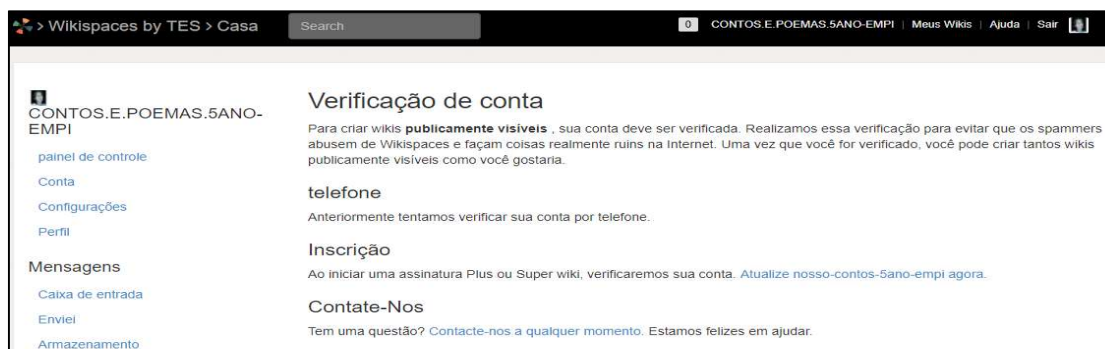 > Wikispaces by TES > Casa
Search
0 CONTOS.E.POEMAS.5ANO-EMPI | Meus Wikis | Ajuda | Sair
CONTOS.E.POEMAS.5ANO-
EMPI
painel de controle
Conta
Configurações
Perfil
Mensagens
Caixa de entrada
Enviei
Armazenamento
Verificação de conta
Para criar wikis publicamente visíveis , sua conta deve ser verificada. Realizamos essa verificação para evitar que os spammers
abusem de Wikispaces e façam coisas realmente ruins na Internet. Uma vez que você for verificado, você pode criar tantos wikis
publicamente visíveis como você gostaria.
telefone
Anteriormente tentamos verificar sua conta por telefone.
Inscrição
Ao iniciar uma assinatura Plus ou Super wiki, verificaremos sua conta. Atualize nosso-contos-5ano-empi agora.
Contate-Nos
Tem uma questão? Contacte-nos a qualquer momento. Estamos felizes em ajudar.